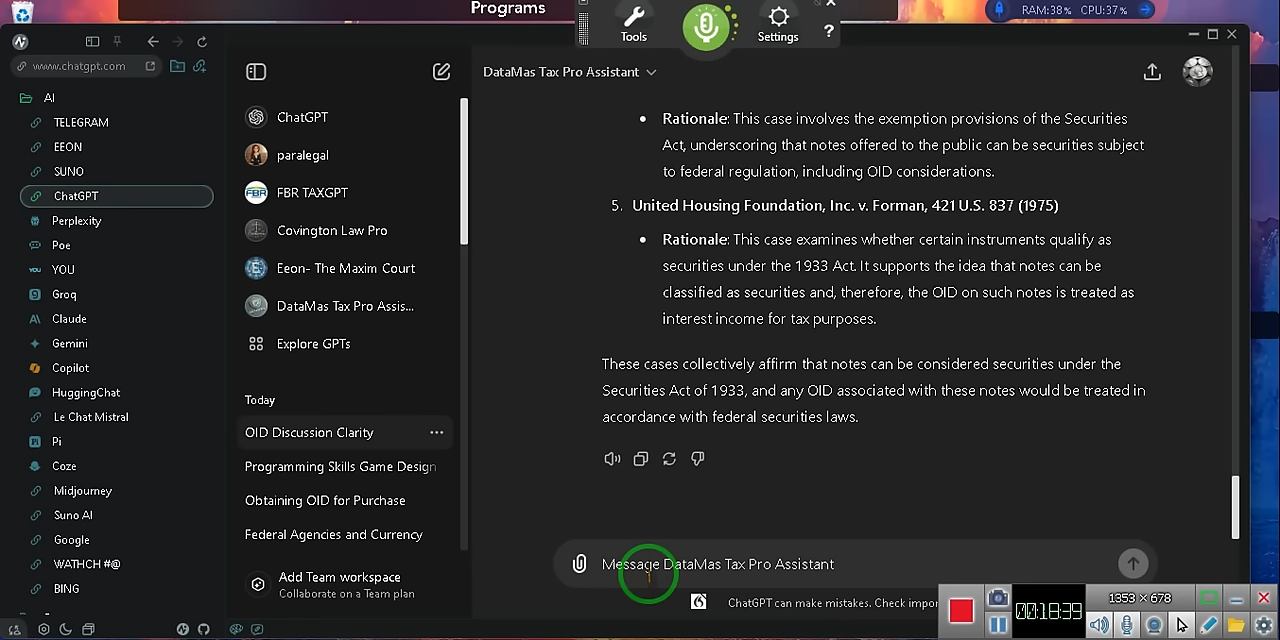 Programs
Tools
Settings
?
RAM:38% CPU:37%
www.chatgpt.com
AI
TELEGRAM
EEON
SUNO
ChatGPT
Perplexity
Poe
YOU
Groq
Claude
Gemini
Copilot
HuggingChat
Le Chat Mistral
Pi
Coze
Midjourney
Suno AI
Google
WATHCH #@
BING
ChatGPT
paralegal
FBR TAXGPT
Covington Law Pro
Eeon- The Maxim Court
DataMas Tax Pro Assis...
Explore GPTs
Today
OID Discussion Clarity
Programming Skills Game Design
Obtaining OID for Purchase
Federal Agencies and Currency
Add Team workspace
Collaborate on a Team plan
DataMas Tax Pro Assistant
• Rationale: This case involves the exemption provisions of the Securities
Act, underscoring that notes offered to the public can be securities subject
to federal regulation, including OID considerations.
5. United Housing Foundation, Inc. v. Forman, 421 U.S. 837 (1975)
• Rationale: This case examines whether certain instruments qualify as
securities under the 1933 Act. It supports the idea that notes can be
classified as securities and, therefore, the OID on such notes is treated as
interest income for tax purposes.
These cases collectively affirm that notes can be considered securities under the
Securities Act of 1933, and any OID associated with these notes would be treated in
accordance with federal securities laws.
Message DataMas Tax Pro Assistant
ChatGPT can make mistakes. Check impor
00:18:39
1353 × 678